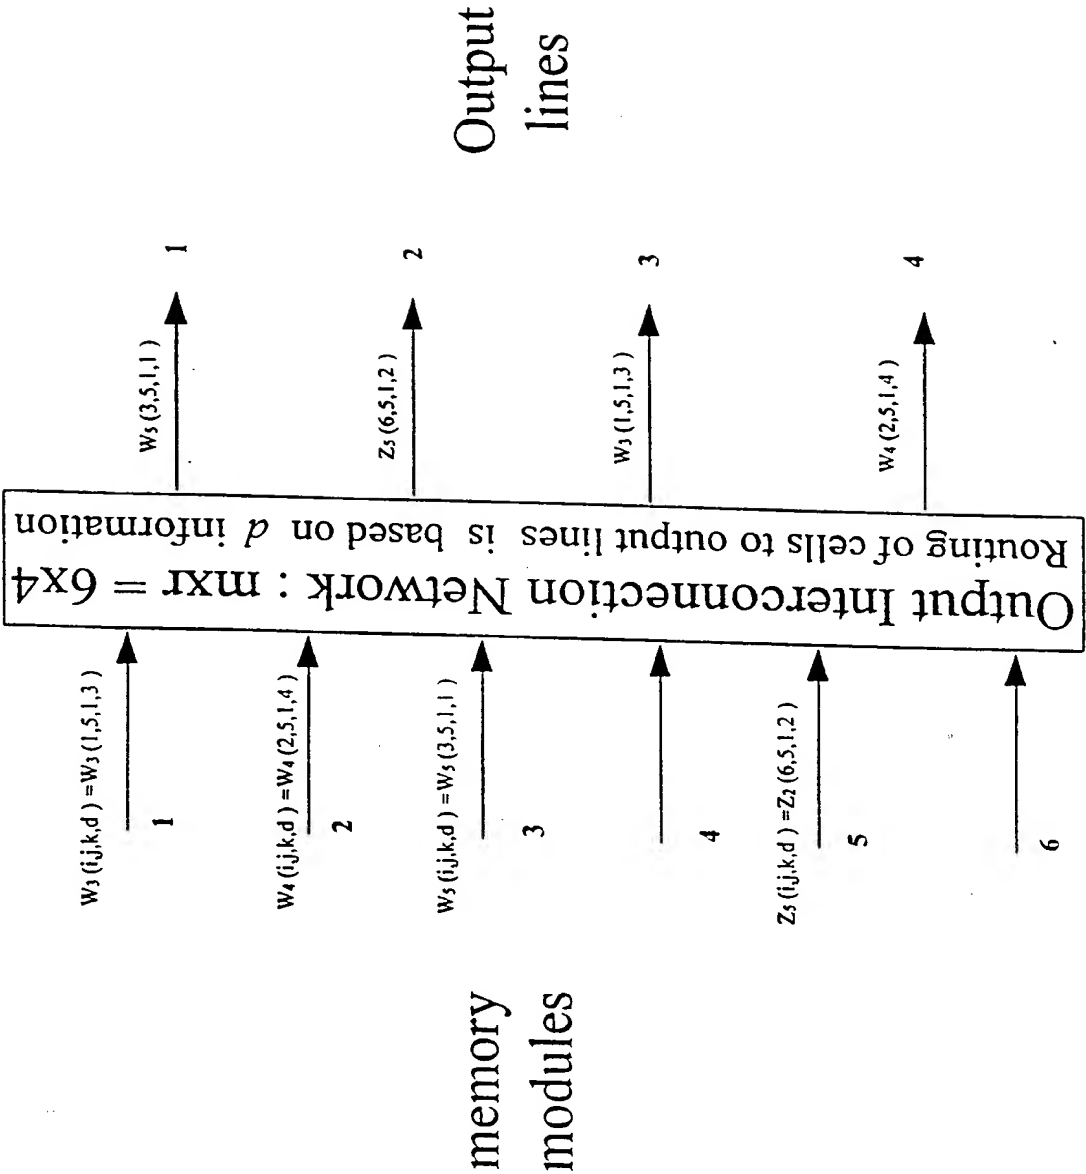 memory
modules
W3 (i,j,k,d ) =W3 (1,5,1,3 )
1
W4 (i,j,k,d ) =W4 (2,5,1,4 )
2
W5 (i,j,k,d ) =W5 (3,5,1,1 )
3
4
Z5 (i,j,k,d ) =Z2 (6,5,1,2 )
5
6
Output Interconnection Network : mxr = 6x4
Routing of cells to output lines is based on d information
W5 (3,5,1,1 )
1
Z5 (6,5,1,2 )
2
W3 (1,5,1,3 )
3
W4 (2,5,1,4 )
4
Output
lines